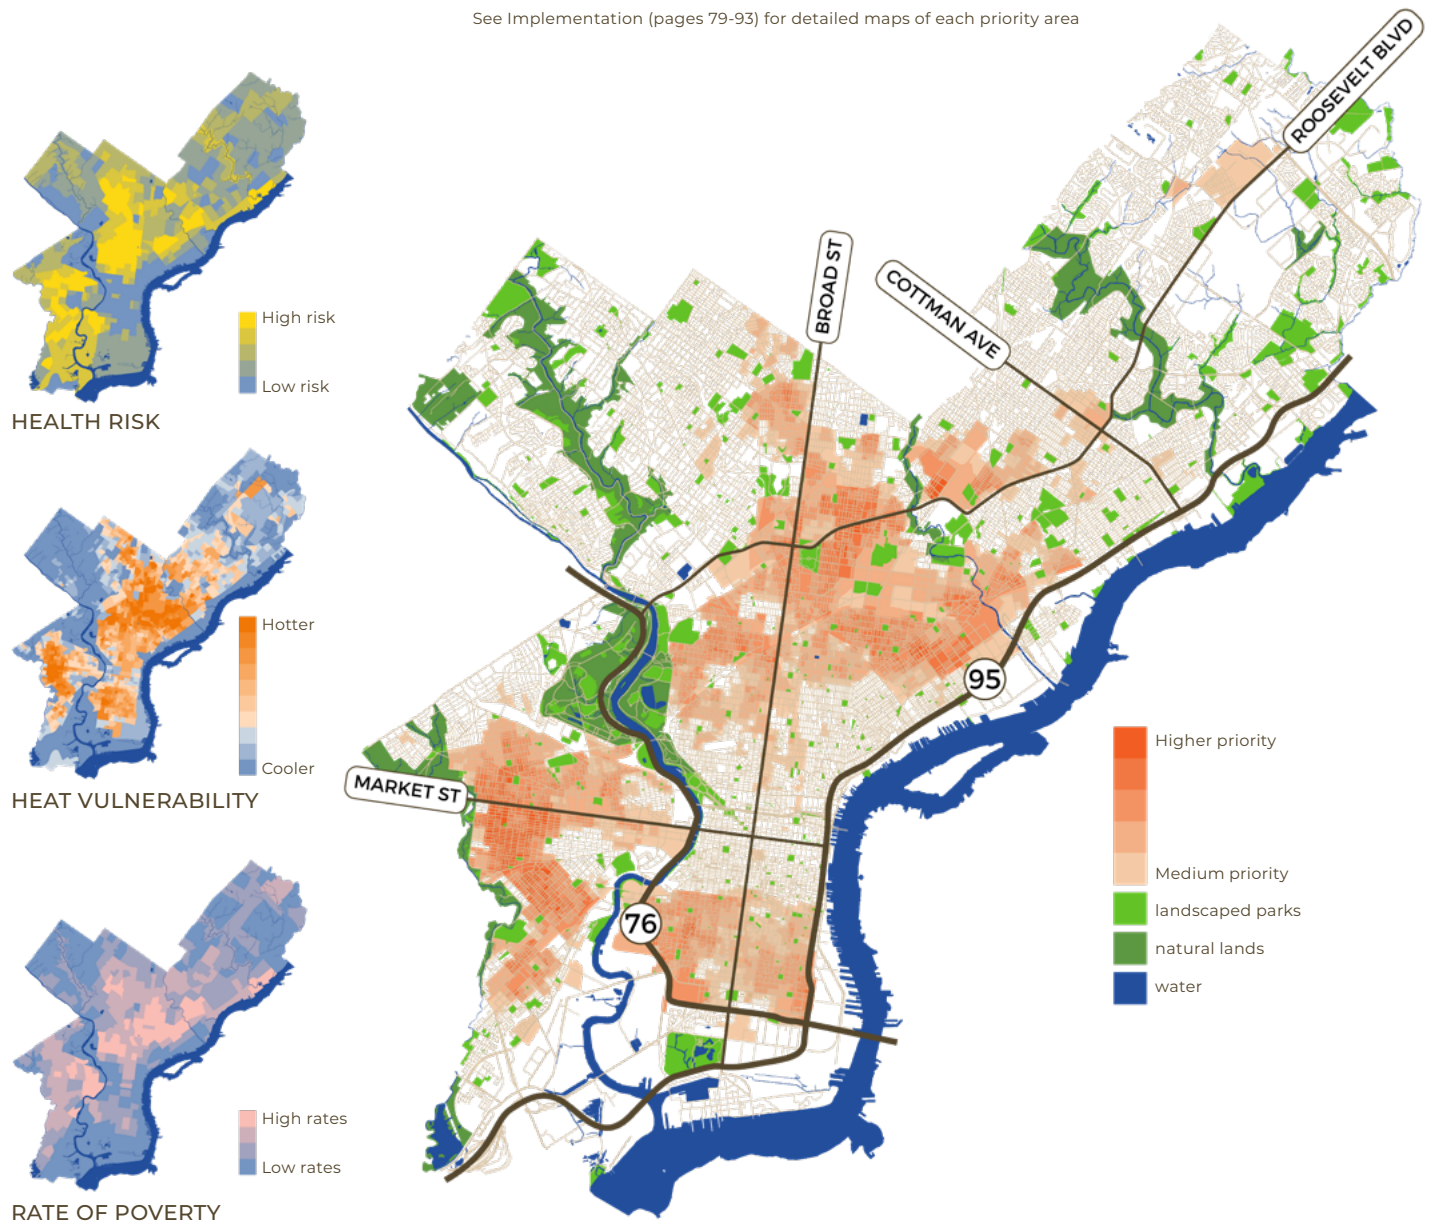 See Implementation (pages 79-93) for detailed maps of each priority area
ROOSEVELT BLVD
BROAD ST
COTTMAN AVE
High risk
Low risk
HEALTH RISK
Hotter
Cooler
HEAT VULNERABILITY
95
MARKET ST
76
Higher priority
Medium priority
landscaped parks
natural lands
water
High rates
Low rates
RATE OF POVERTY